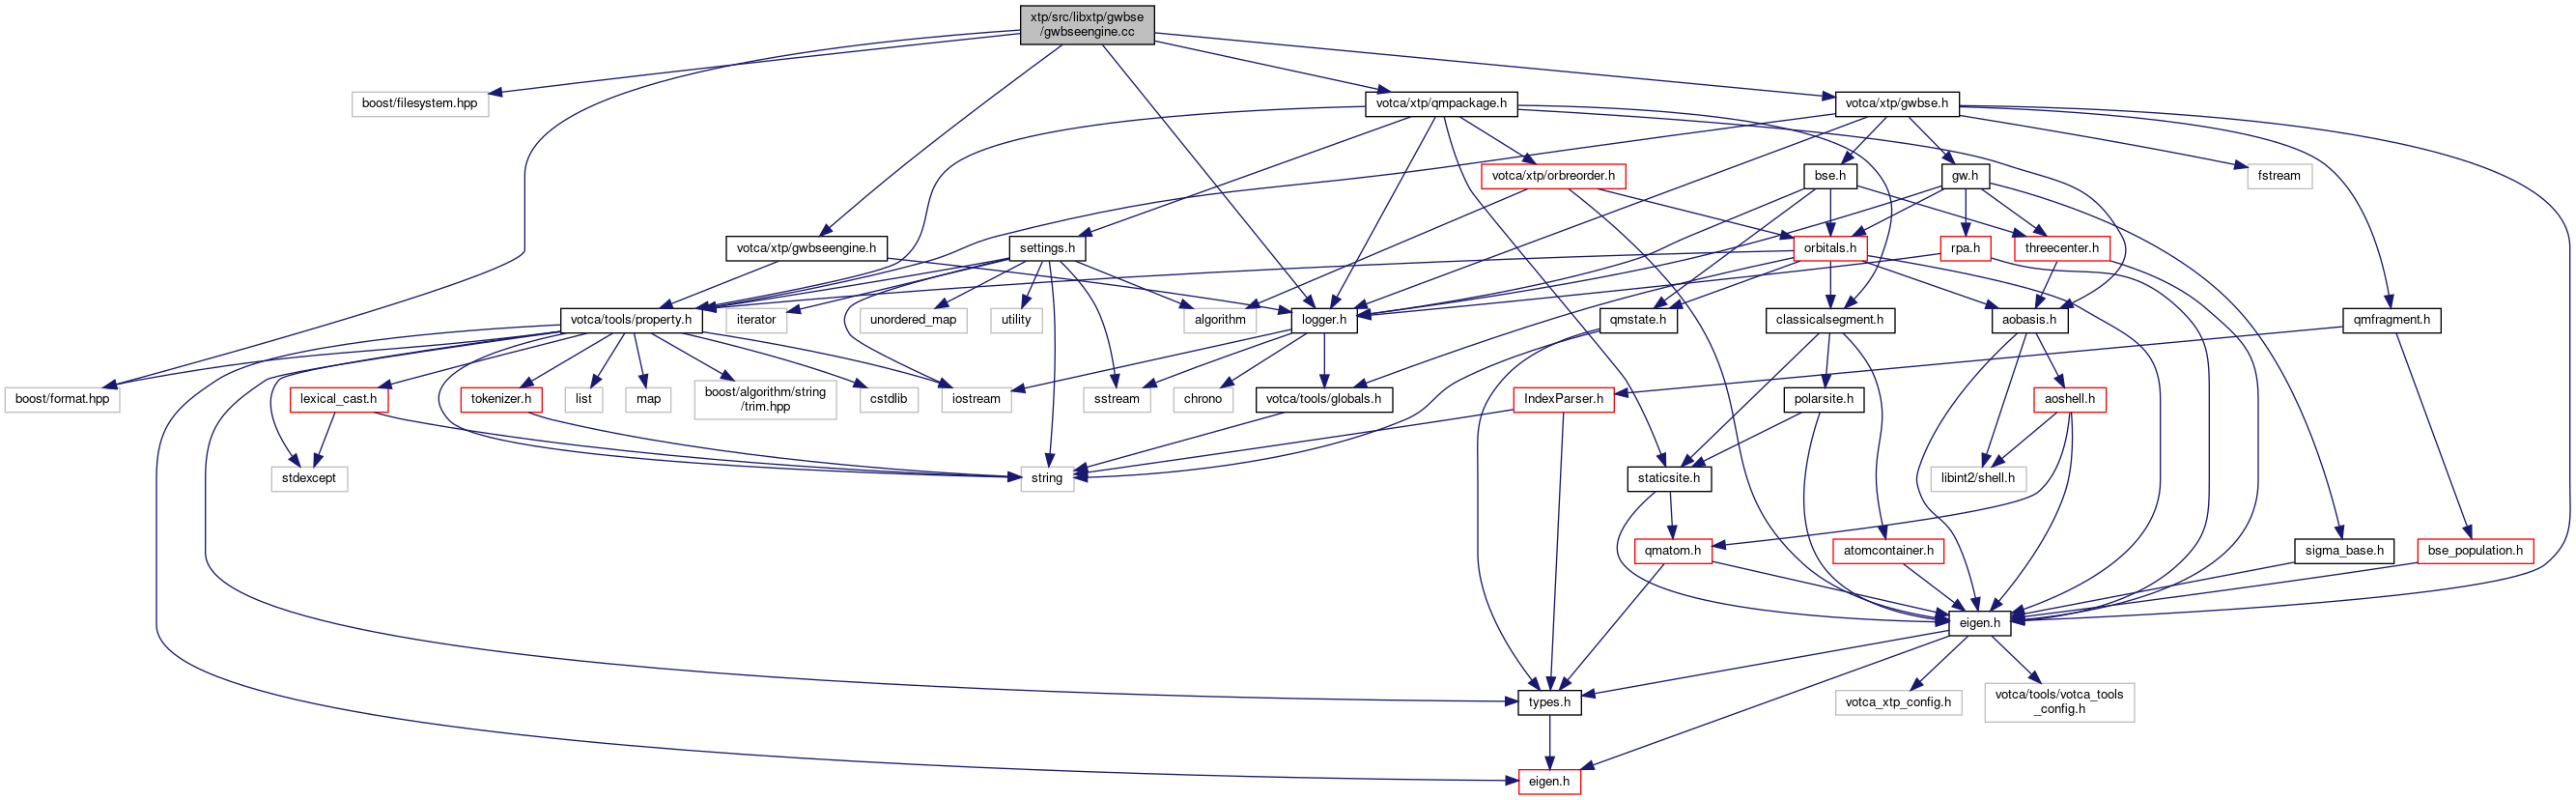 xtp/src/libxtp/gwbse
/gwbseengine.cc
boost/filesystem.hpp
votca/xtp/qmpackage.h
votca/xtp/gwbse.h
votca/xtp/orbreorder.h
bse.h
gw.h
fstream
votca/xtp/gwbseengine.h
settings.h
orbitals.h
rpa.h
threecenter.h
votca/tools/property.h
iterator
unordered_map
utility
algorithm
logger.h
qmstate.h
classicalsegment.h
aobasis.h
qmfragment.h
boost/format.hpp
lexical_cast.h
tokenizer.h
list
map
boost/algorithm/string
/trim.hpp
cstdlib
iostream
sstream
chrono
votca/tools/globals.h
IndexParser.h
polarsite.h
aoshell.h
stdexcept
string
staticsite.h
libint2/shell.h
qmatom.h
atomcontainer.h
sigma_base.h
bse_population.h
eigen.h
types.h
votca_xtp_config.h
votca/tools/votca_tools
_config.h
eigen.h